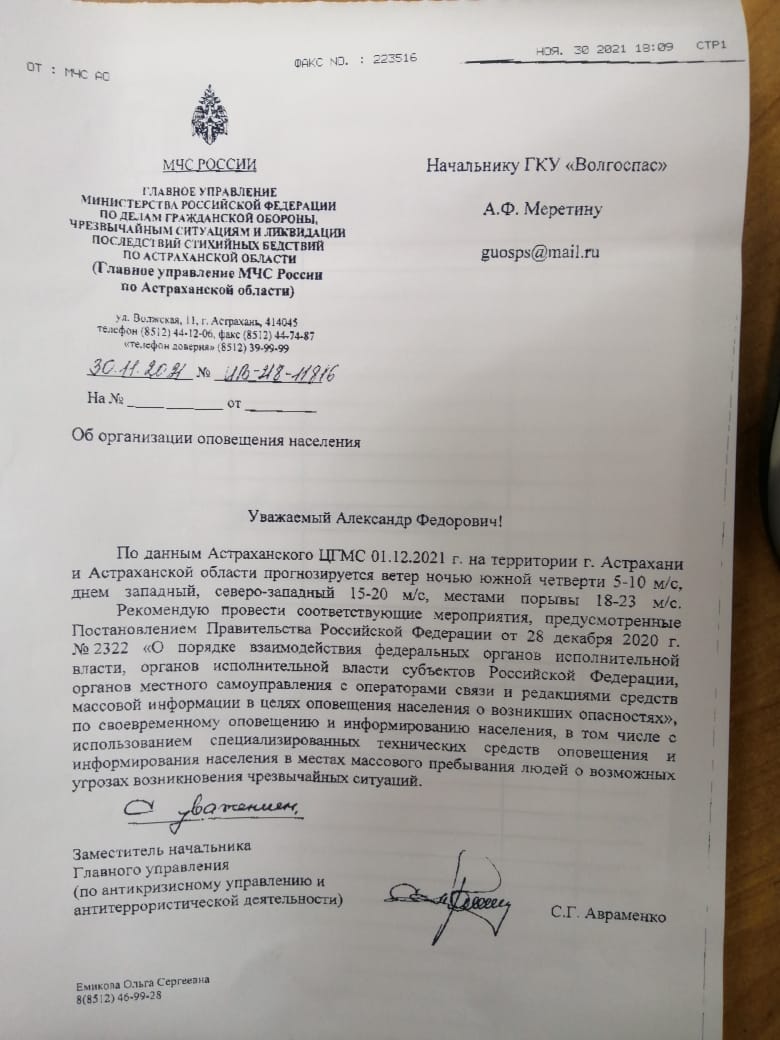 ОТ : МЧС АО
ФАКС NO. : 223516
НОЯ. 30 2021 18:09 СТР1
МЧС РОССИИ
ГЛАВНОЕ УПРАВЛЕНИЕ
МИНИСТЕРСТВА РОССИЙСКОЙ ФЕДЕРАЦИИ
ПО ДЕЛАМ ГРАЖДАНСКОЙ ОБОРОНЫ,
ЧРЕЗВЫЧАЙНЫМ СИТУАЦИЯМ И ЛИКВИДАЦИИ
ПОСЛЕДСТВИЙ СТИХИЙНЫХ БЕДСТВИЙ
ПО АСТРАХАНСКОЙ ОБЛАСТИ
(Главное управление МЧС России
по Астраханской области)
ул. Волжская, 11, г. Астрахань, 414045
телефон (8512) 44-12-06, факс (8512) 44-74-87
«телефон доверия» (8512) 39-99-99
30.11.2021 № ИВ-218-11816
На № от
Начальнику ГКУ «Волгоспас»
А.Ф. Меретину
guosps@mail.ru
Об организации оповещения населения
Уважаемый Александр Федорович!
По данным Астраханского ЦГМС 01.12.2021 г. на территории г. Астрахани
и Астраханской области прогнозируется ветер ночью южной четверти 5-10 м/с,
днем западный, северо-западный 15-20 м/с, местами порывы 18-23 м/с.
Рекомендую провести соответствующие мероприятия, предусмотренные
Постановлением Правительства Российской Федерации от 28 декабря 2020 г.
№ 2322 «О порядке взаимодействия федеральных органов исполнительной
власти, органов исполнительной власти субъектов Российской Федерации,
органов местного самоуправления с операторами связи и редакциями средств
массовой информации в целях оповещения населения о возникших опасностях»,
по своевременному оповещению и информированию населения, в том числе с
использованием специализированных технических средств оповещения и
информирования населения в местах массового пребывания людей о возможных
угрозах возникновения чрезвычайных ситуаций.
С уважением,
Заместитель начальника
Главного управления
(по антикризисному управлению и
антитеррористической деятельности)
С.Г. Авраменко
Емикова Ольга Сергеевна
8(8512) 46-99-28